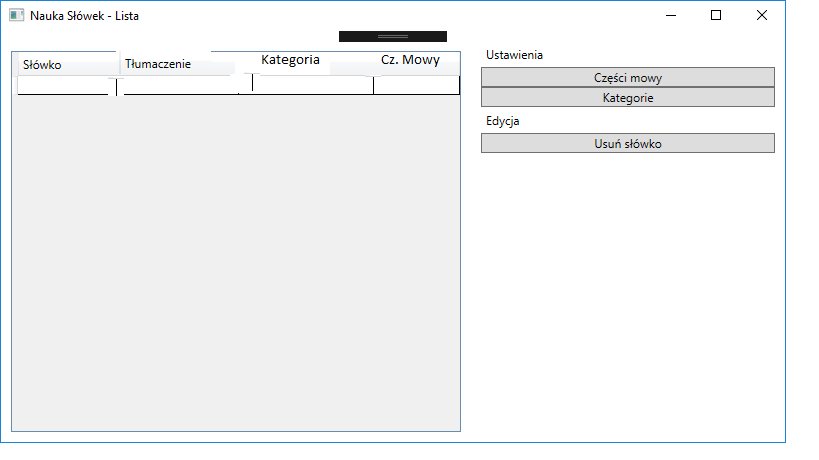 Nauka Słówek - Lista
Słówko Tłumaczenie Kategoria Cz. Mowy
Ustawienia
Części mowy
Kategorie
Edycja
Usuń słówko